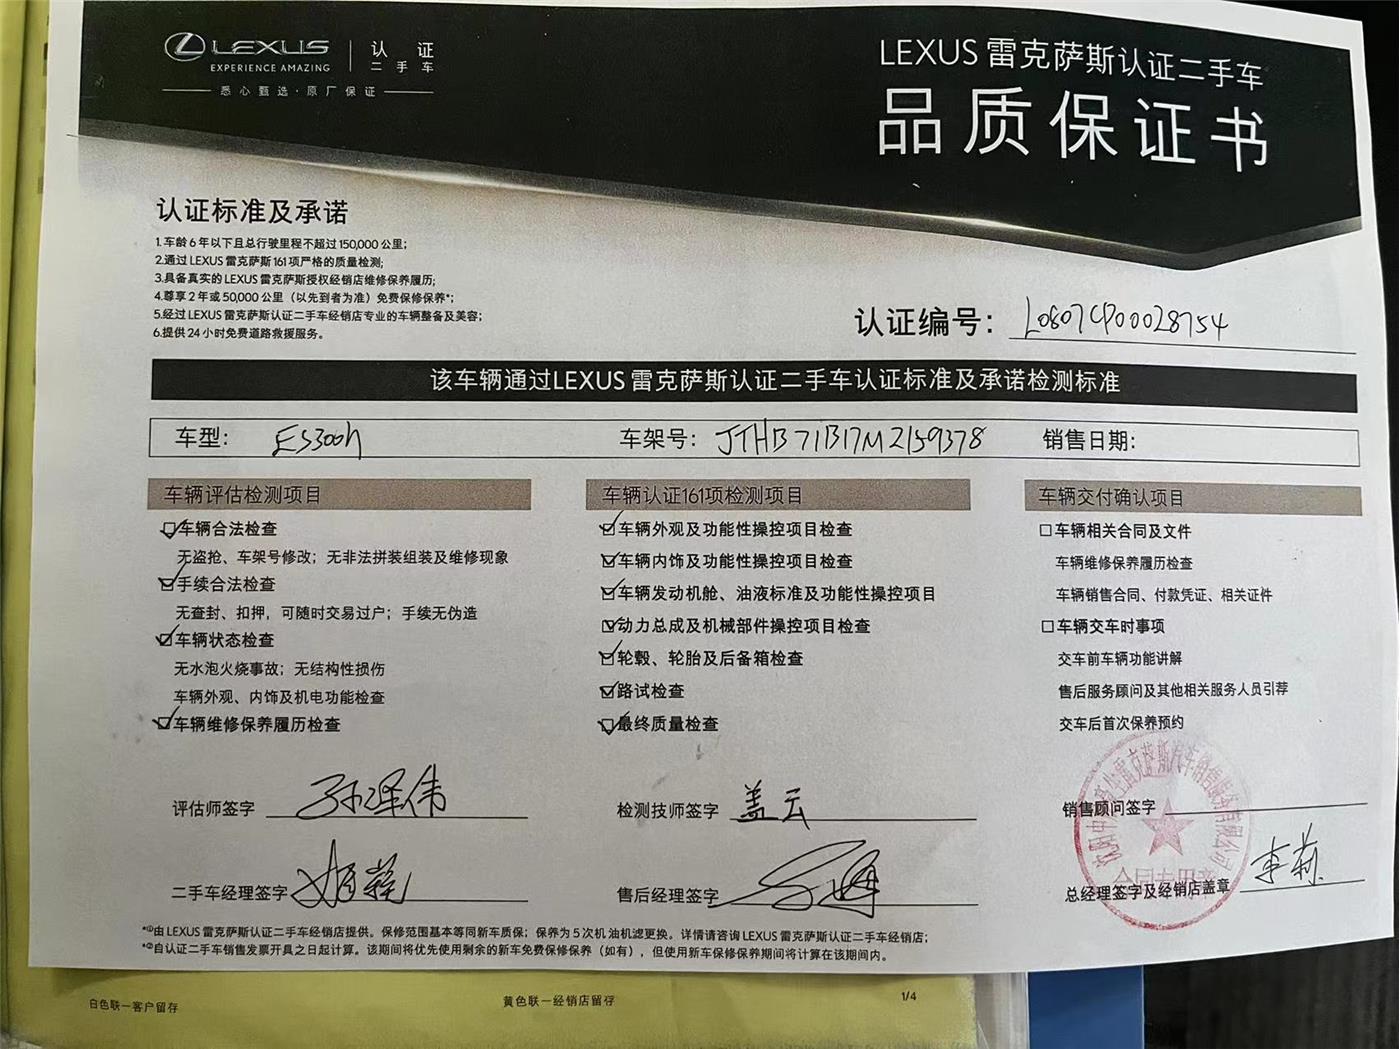 LEXUS
EXPERIENCE AMAZING
认证
二手车
悉心甄选·原厂保证
LEXUS 雷克萨斯认证二手车
品质保证书
认证标准及承诺
1.车龄6年以下且总行驶里程不超过150,000公里；
2.通过LEXUS雷克萨斯161项严格的质量检测；
3.具备真实的LEXUS雷克萨斯授权经销店维修保养履历；
4.尊享2年或50,000公里（以先到者为准）免费保修保养*；
5.经过LEXUS雷克萨斯认证二手车经销店专业的车辆整备及美容；
6.提供24小时免费道路救援服务。
认证编号： L0807CP00028754
该车辆通过LEXUS雷克萨斯认证二手车认证标准及承诺检测标准
车型： ES300h 车架号： JTHB71B17M2159378 销售日期：
车辆评估检测项目
车辆合法检查
无盗抢、车架号修改；无非法拼装组装及维修现象
手续合法检查
无查封、扣押，可随时交易过户；手续无伪造
车辆状态检查
无水泡火烧事故；无结构性损伤
车辆外观、内饰及机电功能检查
车辆维修保养履历检查
车辆认证161项检测项目
车辆外观及功能性操控项目检查
车辆内饰及功能性操控项目检查
车辆发动机舱、油液标准及功能性操控项目
动力总成及机械部件操控项目检查
轮毂、轮胎及后备箱检查
路试检查
最终质量检查
车辆交付确认项目
车辆相关合同及文件
车辆维修保养履历检查
车辆销售合同、付款凭证、相关证件
车辆交车时事项
交车前车辆功能讲解
售后服务顾问及其他相关服务人员引荐
交车后首次保养预约
评估师签字 孙泽伟
检测技师签字 盖云
销售顾问签字
二手车经理签字
售后经理签字
总经理签字及经销店盖章 李莉
雷克萨斯汽车销售服务有限公司
合同专用章
*①由LEXUS雷克萨斯认证二手车经销店提供。保修范围基本等同新车质保；保养为5次机油机滤更换。详情请咨询LEXUS雷克萨斯认证二手车经销店；
*②自认证二手车销售发票开具之日起计算。该期间将优先使用剩余的新车免费保修保养（如有），但使用新车保修保养期间将计算在该期间内。
白色联一客户留存 黄色联一经销店留存 1/4